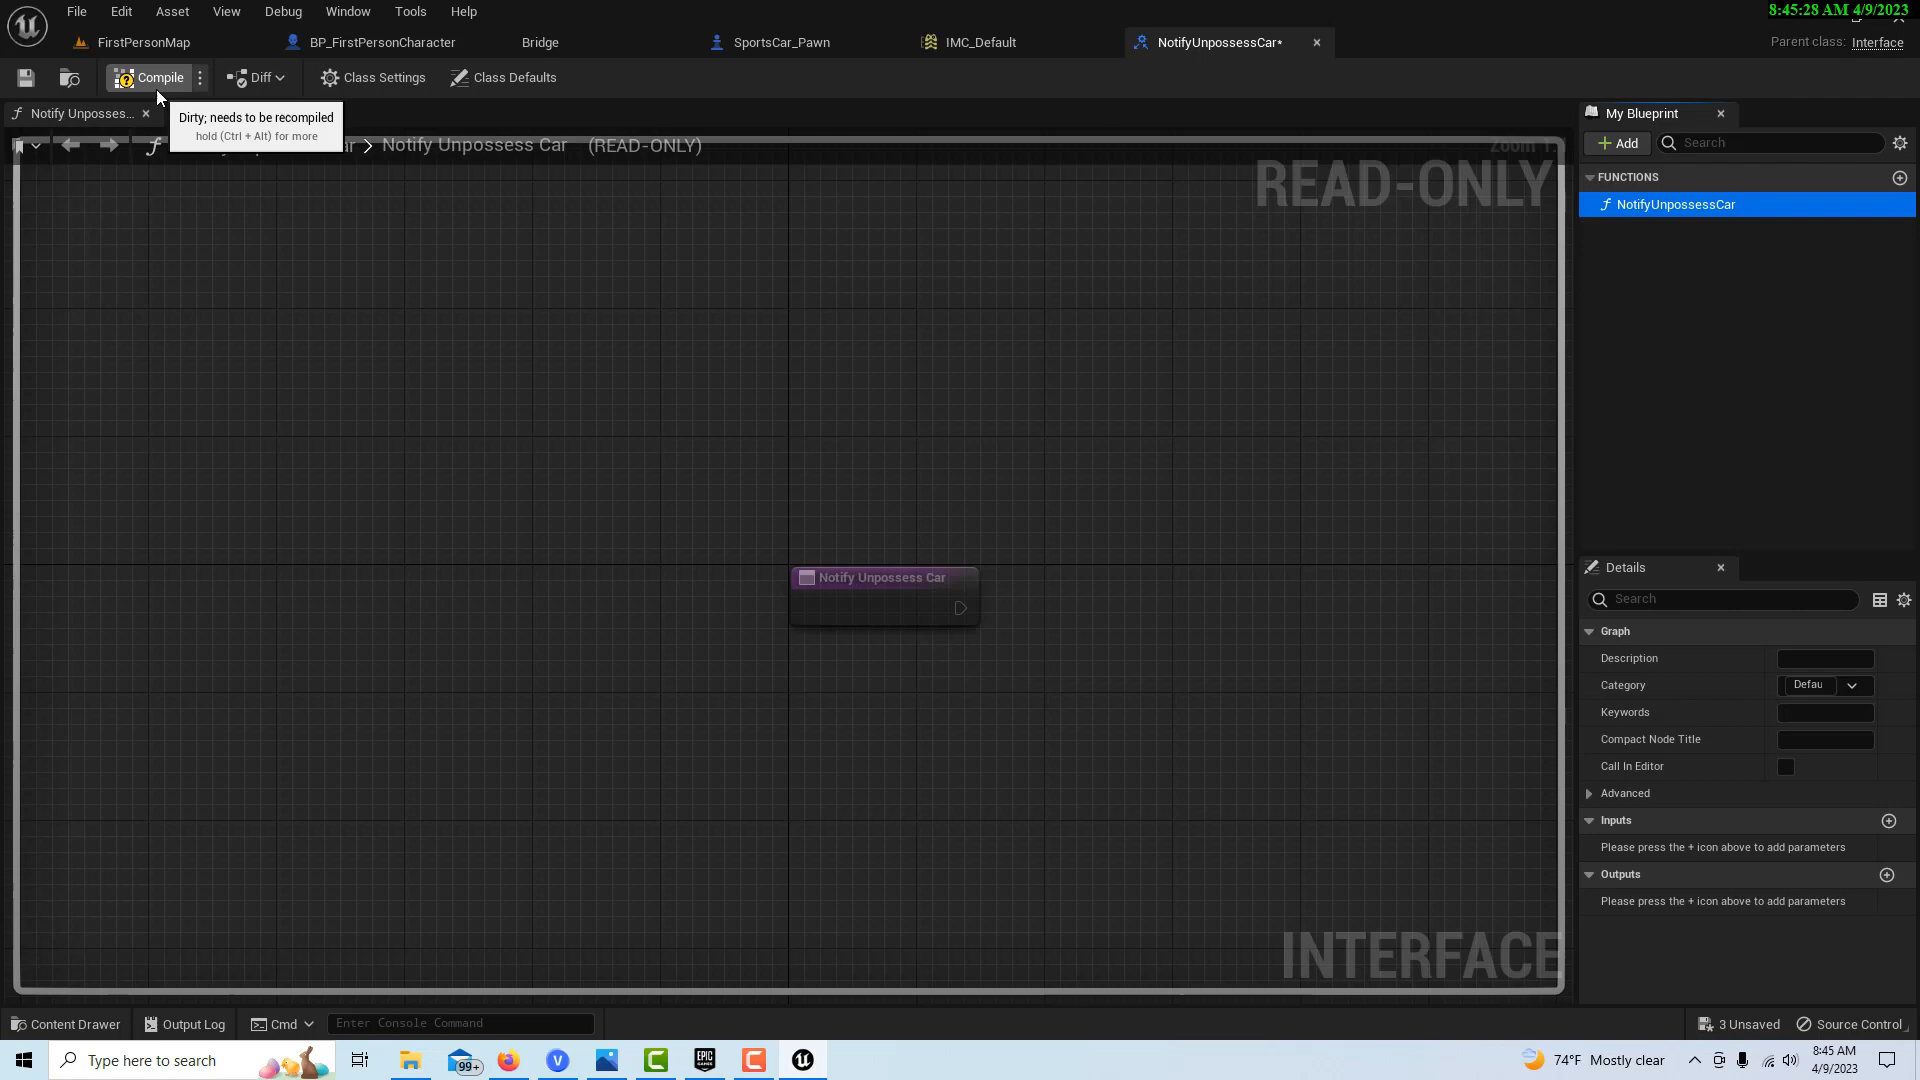 File Edit Asset View Debug Window Tools Help
8:45:28 AM 4/9/2023
FirstPersonMap BP_FirstPersonCharacter Bridge SportsCar_Pawn IMC_Default NotifyUnpossessCar*
Parent class: Interface
Compile Diff Class Settings Class Defaults
Notify Unposses...
Dirty; needs to be recompiled
hold (Ctrl + Alt) for more
My Blueprint
> Notify Unpossess Car (READ-ONLY)
Zoom
+ Add Search
READ-ONLY
FUNCTIONS
NotifyUnpossessCar
Notify Unpossess Car
Details
Search
Graph
Description
Category Defau
Keywords
Compact Node Title
Call In Editor
Advanced
Inputs
Please press the + icon above to add parameters
Outputs
Please press the + icon above to add parameters
INTERFACE
Content Drawer Output Log Cmd Enter Console Command 3 Unsaved Source Control
Type here to search 99+ EPIC GAMES 74°F Mostly clear 8:45 AM
4/9/2023